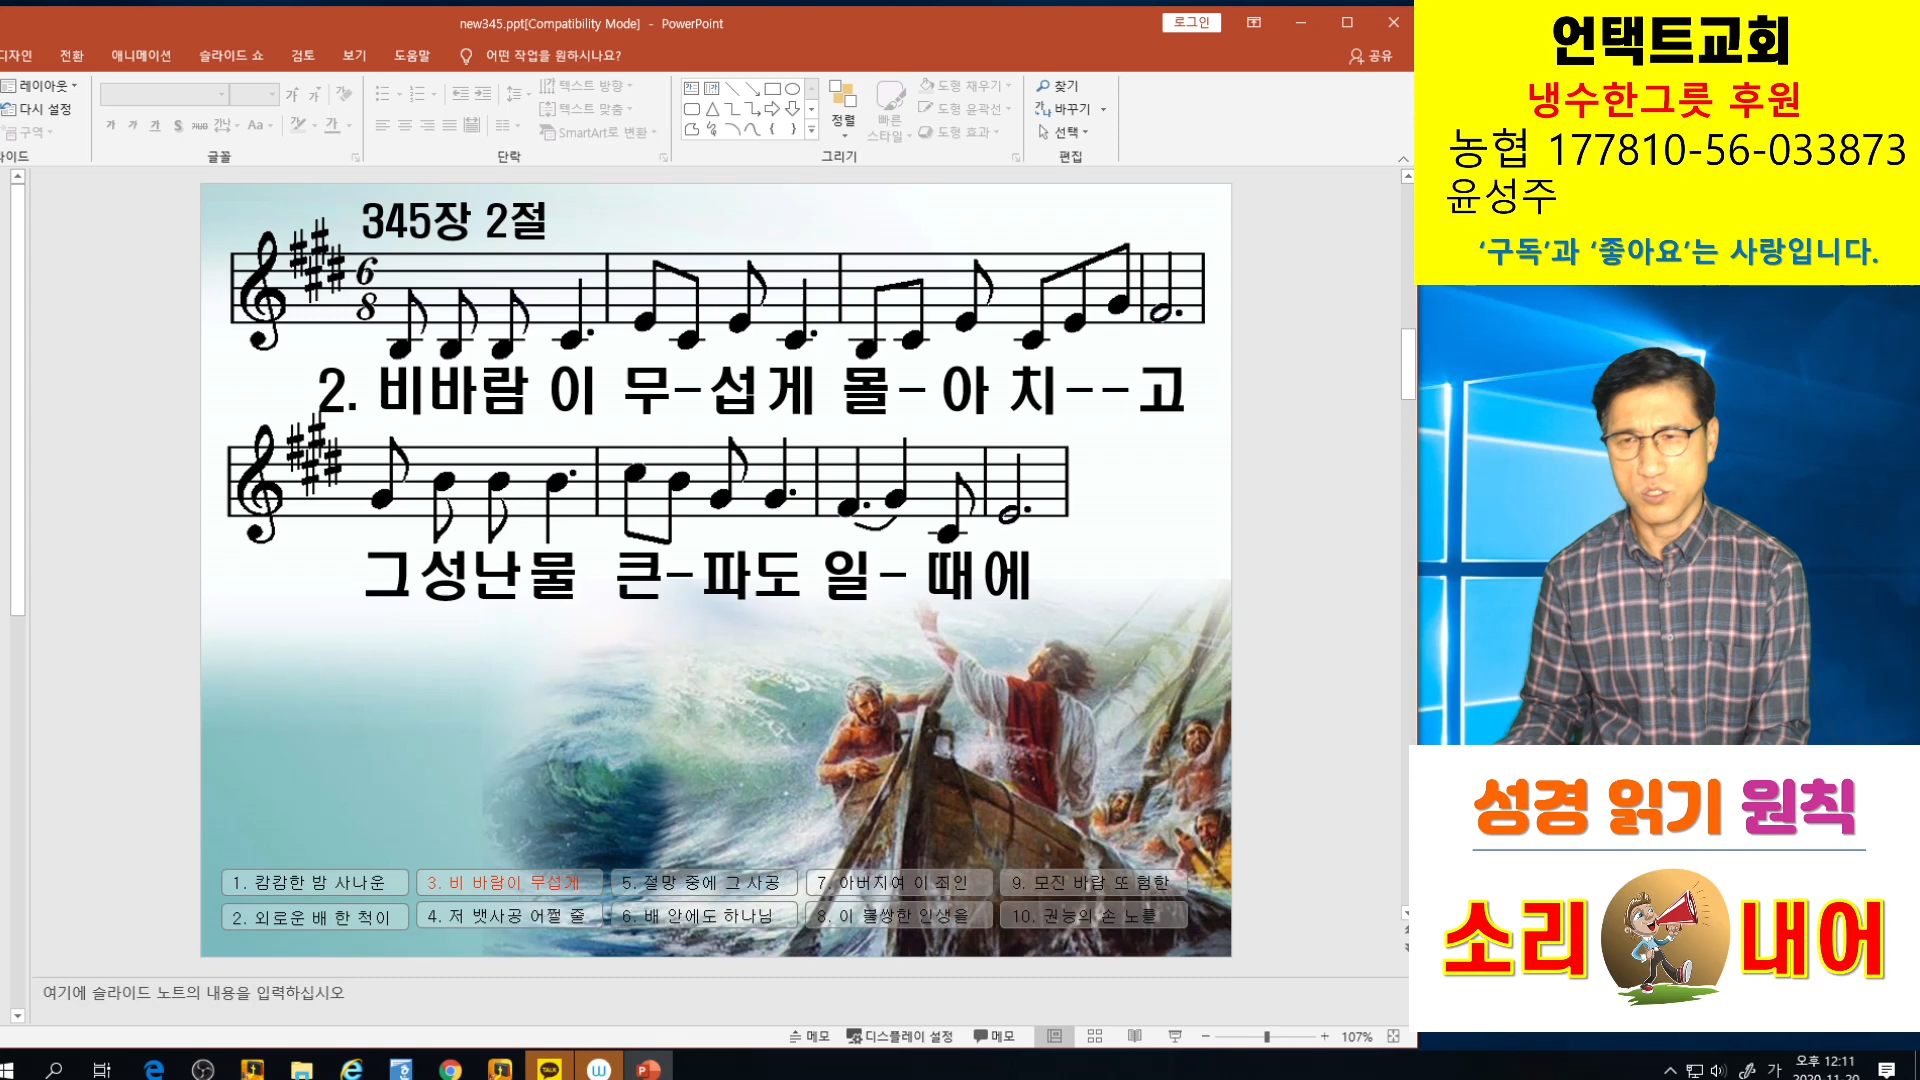 new345.ppt[Compatibility Mode] - PowerPoint
로그인
디자인 전환 애니메이션 슬라이드 쇼 검토 보기 도움말 어떤 작업을 원하시나요?
공유
레이아웃
다시 설정
구역
가 가 가 S 간 Aa 가
글꼴
텍스트 방향
텍스트 맞춤
SmartArt로 변환
단락
정렬
빠른
스타일
도형 채우기
도형 윤곽선
도형 효과
그리기
찾기
바꾸기
선택
편집
345장 2절
6
8
2. 비바람 이 무-섭게 몰-아 치--고
그성난물 큰-파도 일- 때에
1. 캄캄한 밤 사나운
3. 비 바람이 무섭게
5. 절망 중에 그 사공
7. 아버지여 이 죄인
9. 모진 바람 또 험한
2. 외로운 배 한 척이
4. 저 뱃사공 어쩔 줄
6. 배 안에도 하나님
8. 이 불쌍한 인생을
10. 권능의 손 노를
여기에 슬라이드 노트의 내용을 입력하십시오
메모 디스플레이 설정 메모 107%
TALK W P
가 오후 12:11
2020-11-20
언택트교회
냉수한그릇 후원
농협 177810-56-033873
윤성주
‘구독’과 ‘좋아요’는 사랑입니다.
성경 읽기 원칙
소리 내어